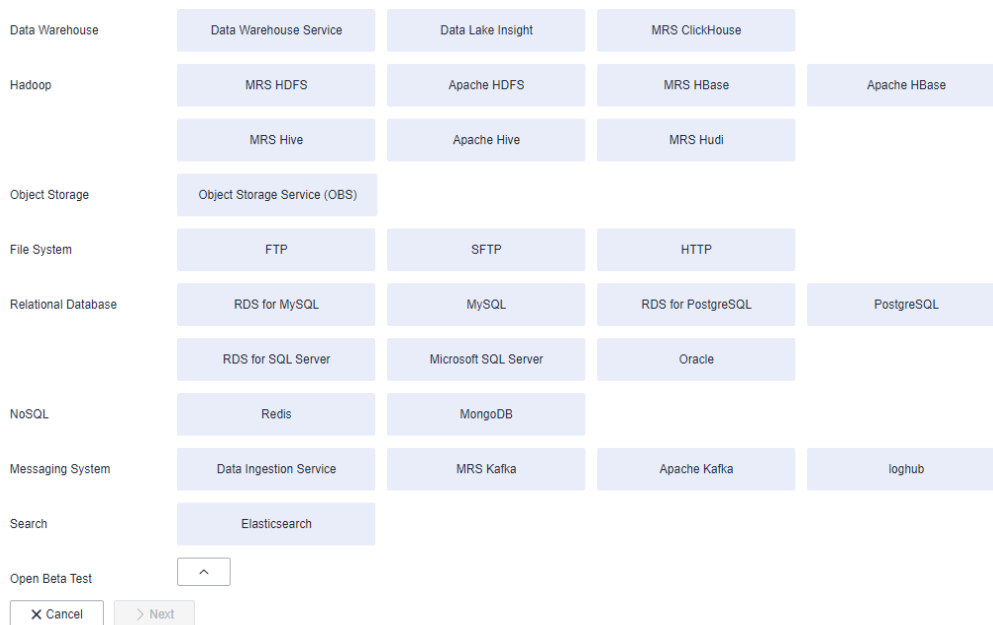 Data Warehouse Data Warehouse Service Data Lake Insight MRS ClickHouse
Hadoop MRS HDFS Apache HDFS MRS HBase Apache HBase
MRS Hive Apache Hive MRS Hudi
Object Storage Object Storage Service (OBS)
File System FTP SFTP HTTP
Relational Database RDS for MySQL MySQL RDS for PostgreSQL PostgreSQL
RDS for SQL Server Microsoft SQL Server Oracle
NoSQL Redis MongoDB
Messaging System Data Ingestion Service MRS Kafka Apache Kafka loghub
Search Elasticsearch
Open Beta Test
Cancel Next